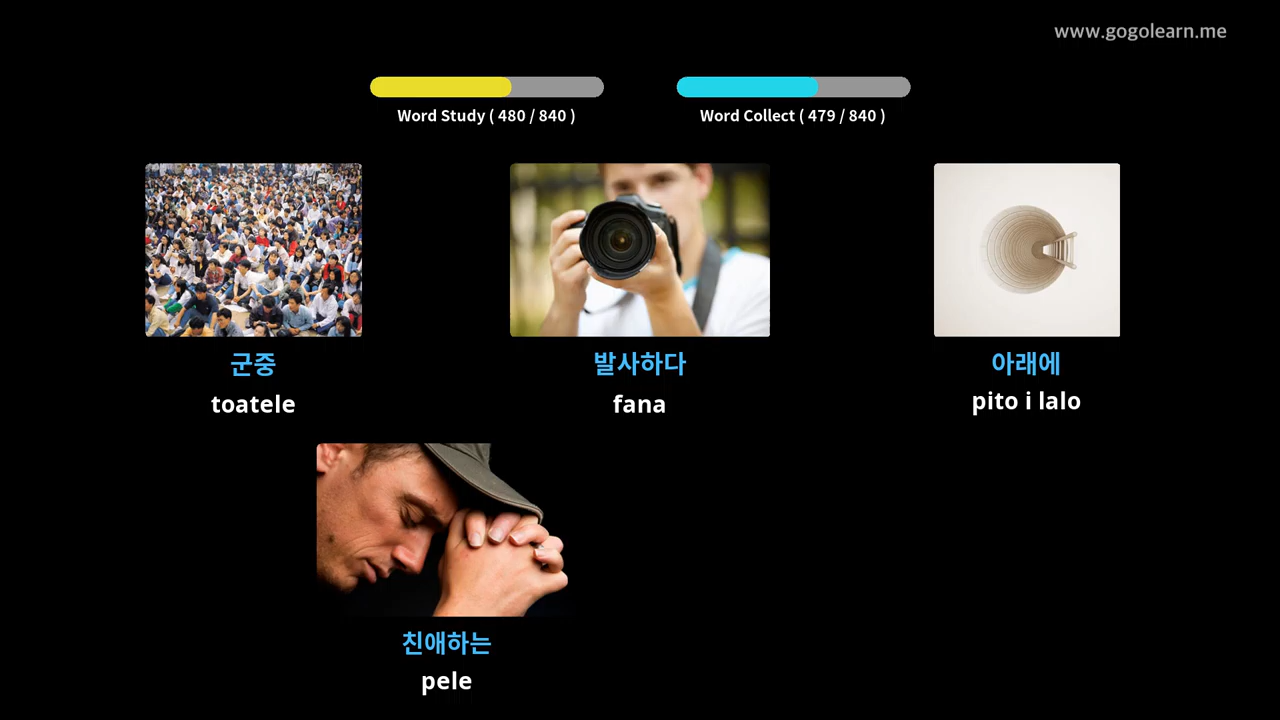 www.gogolearn.me
Word Study ( 480 / 840 )
Word Collect ( 479 / 840 )
군중
toatele
발사하다
fana
아래에
pito i lalo
친애하는
pele